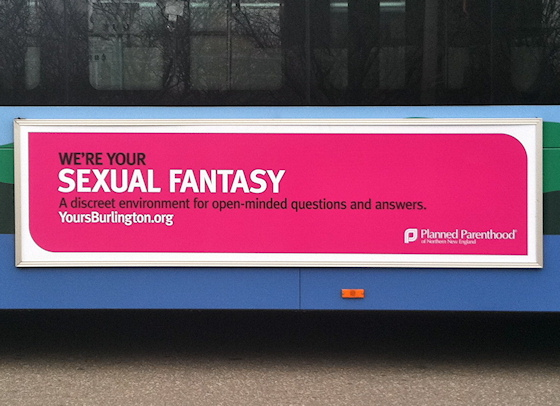 WE'RE YOUR
SEXUAL FANTASY
A discreet environment for open-minded questions and answers.
YoursBurlington.org
Planned Parenthood®
of Northern New England